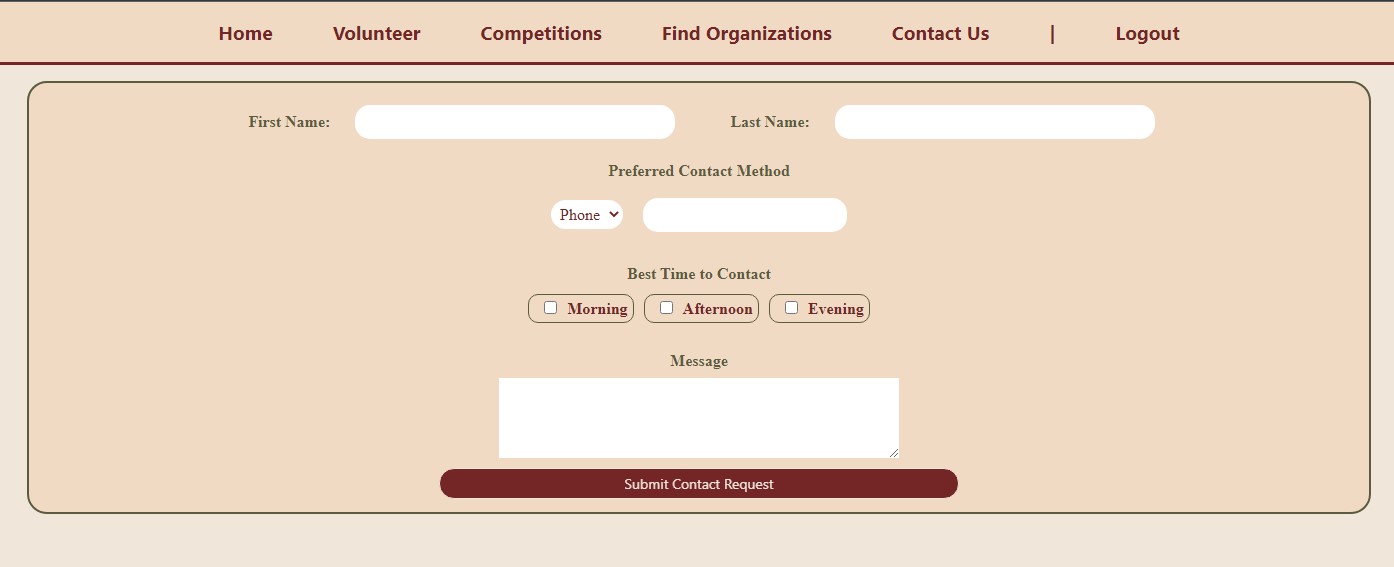 Home Volunteer Competitions Find Organizations Contact Us | Logout
First Name: Last Name:
Preferred Contact Method
Phone
Best Time to Contact
Morning Afternoon Evening
Message
Submit Contact Request